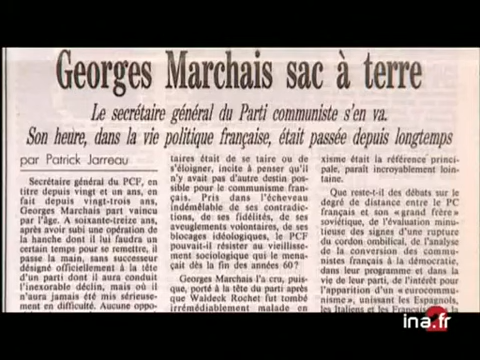 Georges Marchais sac à terre
Le secrétaire général du Parti communiste s'en va.
Son heure, dans la vie politique française, était passée depuis longtemps
par Patrick Jarreau
Secrétaire général du PCF, en
titre depuis vingt et un ans, en
fait depuis vingt-trois ans,
Georges Marchais part vaincu
par l'âge. A soixante-treize ans,
après avoir subi une opération de
la hanche dont il lui faudra un
certain temps pour se remettre, il
passe la main, sans successeur
désigné officiellement à la tête
d'un parti dont il aura conduit
l'inexorable déclin, mais où il
n'aura jamais été mis sérieuse-
ment en difficulté. Aucune oppo-
taires était de se taire ou de
s'éloigner, incite à penser qu'il
n'y avait pas d'autre destin pos-
sible pour le communisme fran-
çais. Pris dans l'écheveau
indémêlable de ses contradic-
tions, de ses fidélités, de ses
aveuglements volontaires, de ses
blocages idéologiques, le PCF
pouvait-il résister au vieillisse-
ment sociologique qui le mena-
çait dès la fin des années 60 ?
Georges Marchais l'a cru, puis-
que, porté à la tête du parti après
que Waldeck Rochet fut tombé
irrémédiablement malade en
xisme était la référence princi-
pale, paraît incroyablement loin-
taine.
Que reste-t-il des débats sur le
degré de distance entre le PC
français et son « grand frère »
soviétique, de l'évaluation minu-
tieuse des signes d'une rupture
du cordon ombilical, de l'analyse
de la conversion des commu-
nistes français à la démocratie,
dans leur programme et dans la
vie de leur parti, de l'intérêt pour
l'apparition d'un « eurocommu-
nisme », unissant les Espagnols,
les Italiens et les Français
ina.fr